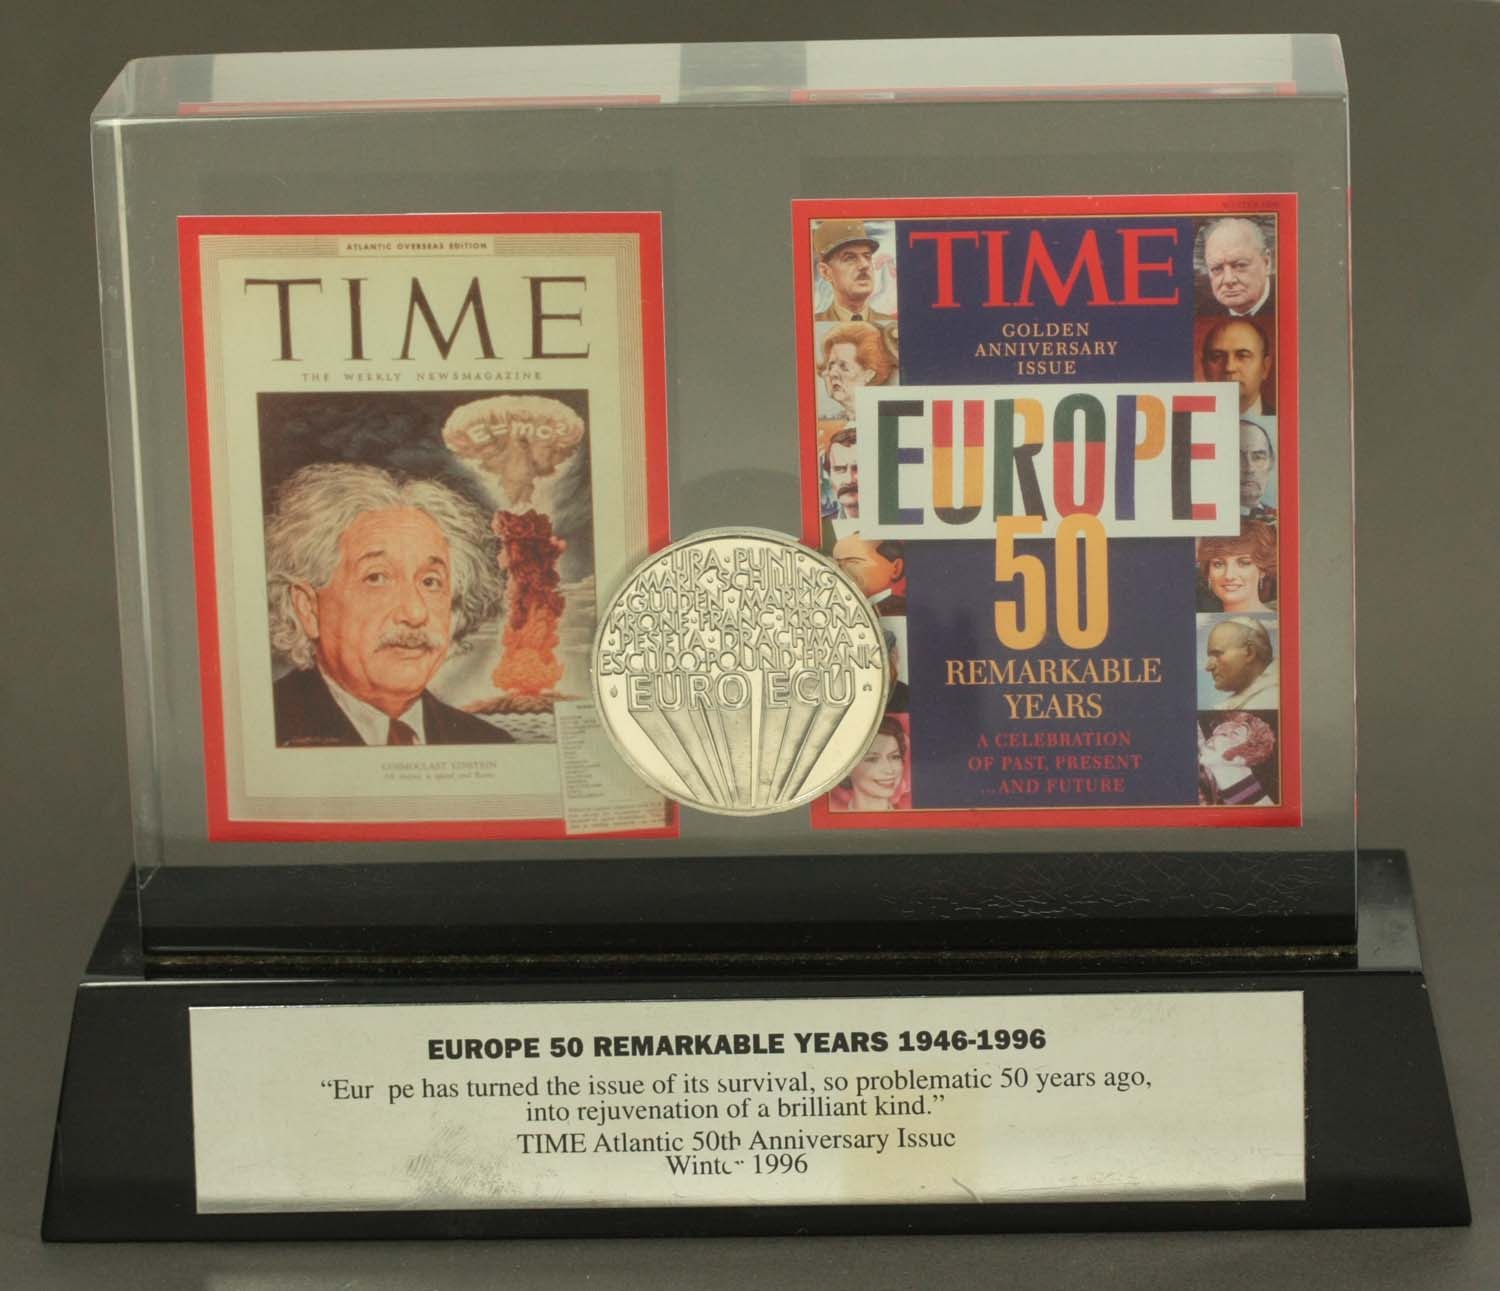 ATLANTIC OVERSEAS EDITION
TIME
THE WEEKLY NEWSMAGAZINE
E=mc²
COSMOCLAST EINSTEIN
LIRA · PUNT ·
MARK · SCHILLING
GULDEN · MARKKA
KRONE · FRANC · KRONA
· PESETA · DRACHMA ·
ESCUDO · POUND · FRANK
EURO ECU
TIME
GOLDEN
ANNIVERSARY
ISSUE
EUROPE
50
REMARKABLE
YEARS
A CELEBRATION
OF PAST, PRESENT
...AND FUTURE
EUROPE 50 REMARKABLE YEARS 1946-1996
“Eur pe has turned the issue of its survival, so problematic 50 years ago,
into rejuvenation of a brilliant kind.”
TIME Atlantic 50th Anniversary Issue
Winter 1996